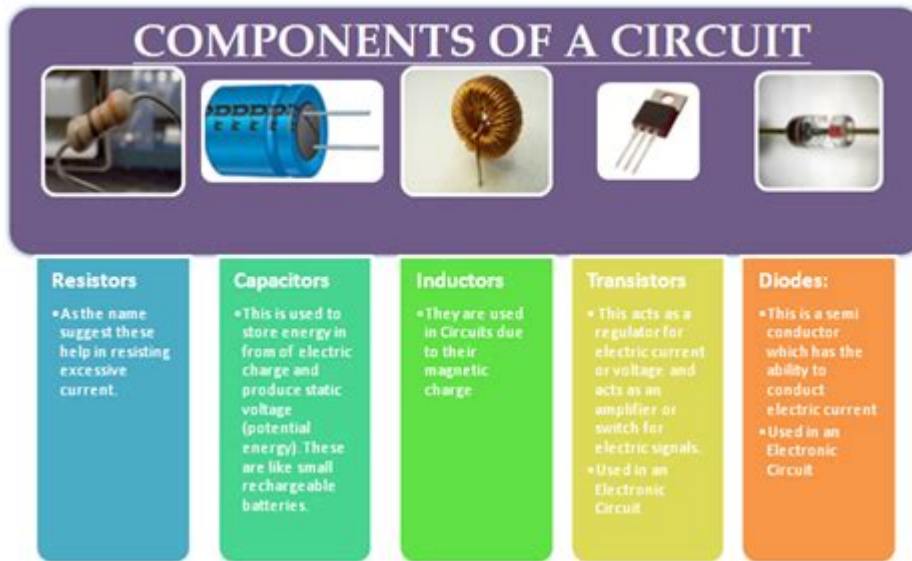 COMPONENTS OF A CIRCUIT
Resistors
•As the name
suggest these
help in resisting
excessive
current.
Capacitors
•This is used to
store energy in
from of electric
charge and
produce static
voltage
(potential
energy). These
are like small
rechargeable
batteries.
Inductors
•They are used
in Circuits due
to their
magnetic
charge
Transistors
• This acts as a
regulator for
electric current
or voltage and
acts as an
amplifier or
switch for
electric signals.
•Used in an
Electronic
Circuit
Diodes:
•This is a semi
conductor
which has the
ability to
conduct
electric current
•Used in an
Electronic
Circuit